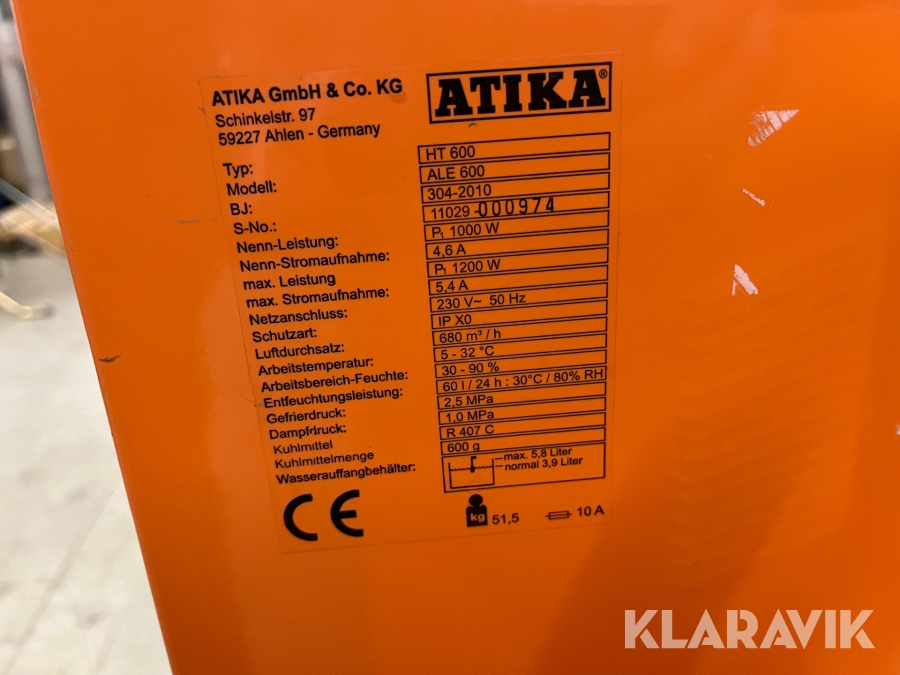 ATIKA GmbH & Co. KG
Schinkelstr. 97
59227 Ahlen - Germany
ATIKA®
Typ: HT 600
Modell: ALE 600
BJ: 304-2010
S-No.: 11029 -000974
Nenn-Leistung: P₁ 1000 W
Nenn-Stromaufnahme: 4,6 A
max. Leistung P₁ 1200 W
max. Stromaufnahme: 5,4 A
Netzanschluss: 230 V~ 50 Hz
Schutzart: IP X0
Luftdurchsatz: 680 m³ / h
Arbeitstemperatur: 5 - 32 °C
Arbeitsbereich-Feuchte: 30 - 90 %
Entfeuchtungsleistung: 60 l / 24 h : 30°C / 80% RH
Gefrierdruck: 2,5 MPa
Dampfdruck: 1,0 MPa
Kuhlmittel R 407 C
Kuhlmittelmenge 600 g
Wasserauffangbehälter: max. 5,8 Liter
normal 3,9 Liter
CE
kg 51,5
10 A
KLARAVIK